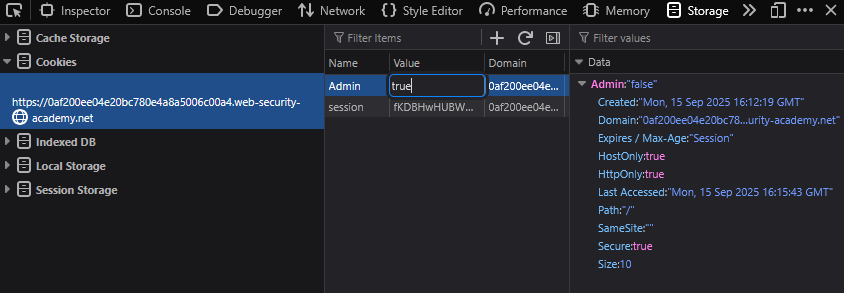 Inspector Console Debugger Network Style Editor Performance Memory Storage
Filter Items
Filter values
Cache Storage
Cookies
https://0af200ee04e20bc780e4a8a5006c00a4.web-security-
academy.net
Indexed DB
Local Storage
Session Storage
Name Value Domain
Admin true 0af200ee04e...
session fKDBHwHUBW... 0af200ee04e...
Data
Admin:"false"
Created:"Mon, 15 Sep 2025 16:12:19 GMT"
Domain:"0af200ee04e20bc78...urity-academy.net"
Expires / Max-Age:"Session"
HostOnly:true
HttpOnly:true
Last Accessed:"Mon, 15 Sep 2025 16:15:43 GMT"
Path:"/"
SameSite:""
Secure:true
Size:10